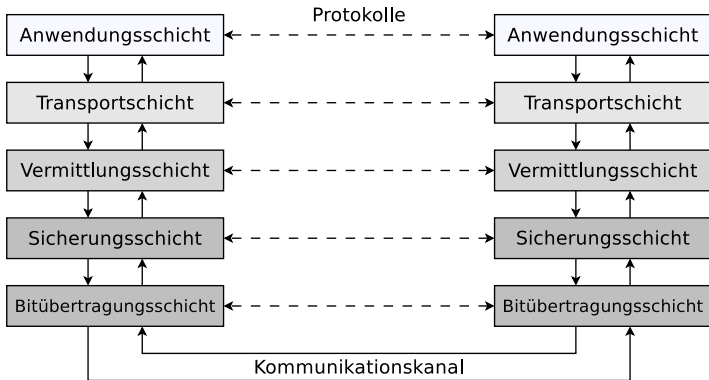 Protokolle
Anwendungsschicht Anwendungsschicht
Transportschicht Transportschicht
Vermittlungsschicht Vermittlungsschicht
Sicherungsschicht Sicherungsschicht
Bitübertragungsschicht Bitübertragungsschicht
Kommunikationskanal